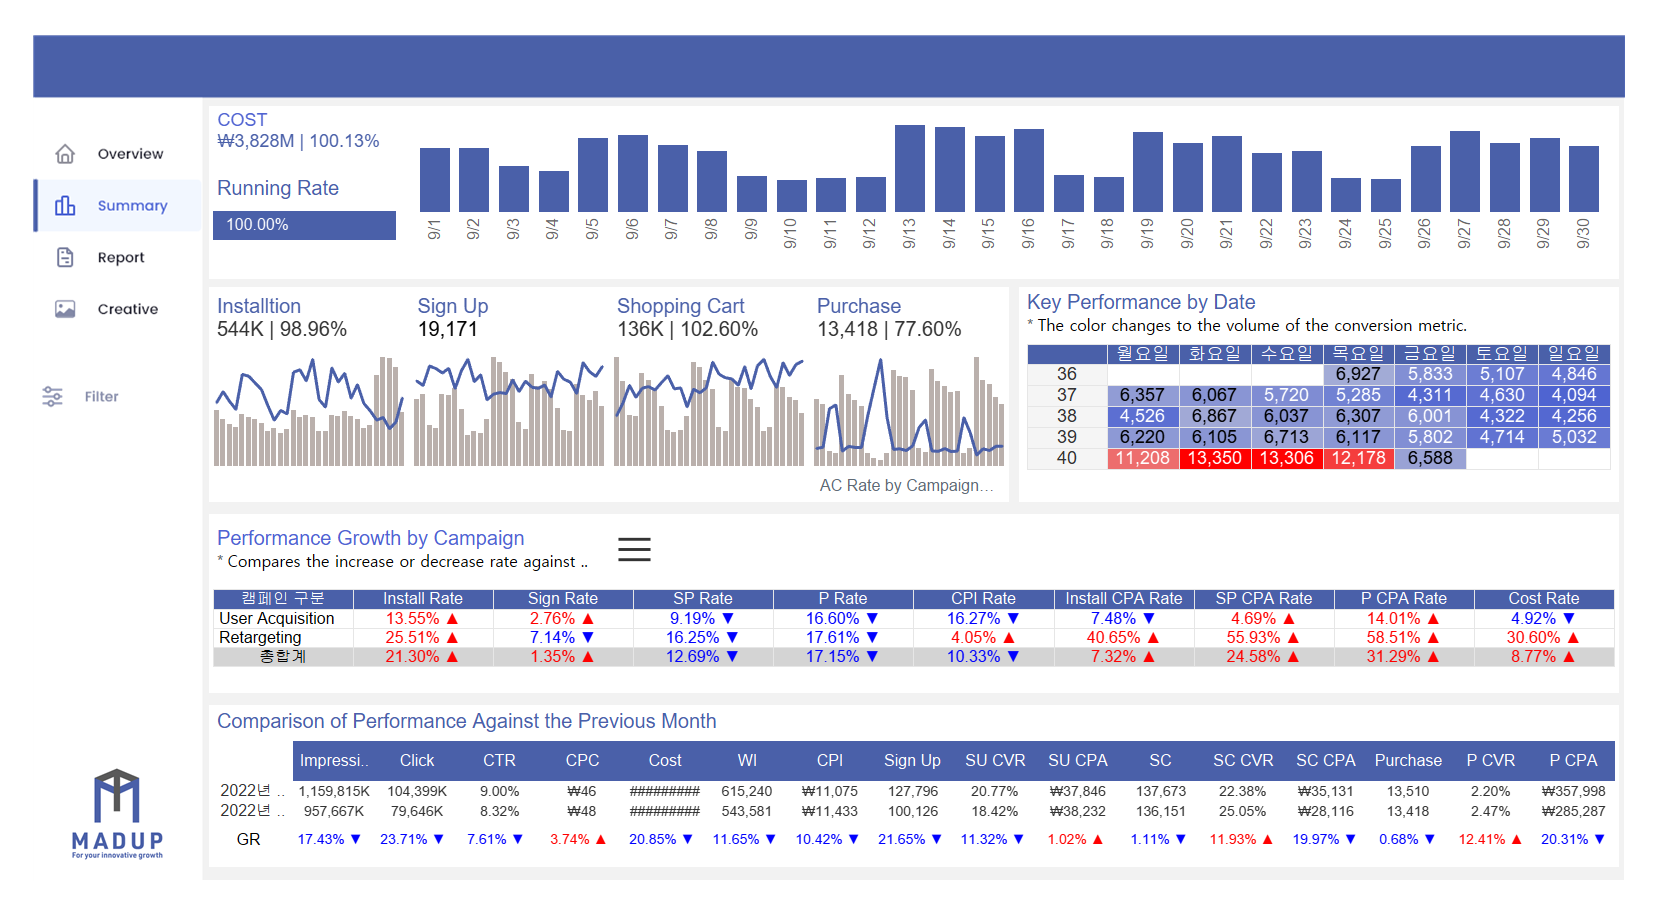 Overview
Summary
Report
Creative
Filter
MADUP
For your innovative growth
COST
₩3,828M | 100.13%
Running Rate
100.00%
9/1 9/2 9/3 9/4 9/5 9/6 9/7 9/8 9/9 9/10 9/11 9/12 9/13 9/14 9/15 9/16 9/17 9/18 9/19 9/20 9/21 9/22 9/23 9/24 9/25 9/26 9/27 9/28 9/29 9/30
Installtion
544K | 98.96%
Sign Up
19,171
Shopping Cart
136K | 102.60%
Purchase
13,418 | 77.60%
AC Rate by Campaign...
Key Performance by Date
* The color changes to the volume of the conversion metric.
월요일 화요일 수요일 목요일 금요일 토요일 일요일
36 6,927 5,833 5,107 4,846
37 6,357 6,067 5,720 5,285 4,311 4,630 4,094
38 4,526 6,867 6,037 6,307 6,001 4,322 4,256
39 6,220 6,105 6,713 6,117 5,802 4,714 5,032
40 11,208 13,350 13,306 12,178 6,588
Performance Growth by Campaign
* Compares the increase or decrease rate against ..
캠페인 구분 Install Rate Sign Rate SP Rate P Rate CPI Rate Install CPA Rate SP CPA Rate P CPA Rate Cost Rate
User Acquisition 13.55% ▲ 2.76% ▲ 9.19% ▼ 16.60% ▼ 16.27% ▼ 7.48% ▼ 4.69% ▲ 14.01% ▲ 4.92% ▼
Retargeting 25.51% ▲ 7.14% ▼ 16.25% ▼ 17.61% ▼ 4.05% ▲ 40.65% ▲ 55.93% ▲ 58.51% ▲ 30.60% ▲
총합계 21.30% ▲ 1.35% ▲ 12.69% ▼ 17.15% ▼ 10.33% ▼ 7.32% ▲ 24.58% ▲ 31.29% ▲ 8.77% ▲
Comparison of Performance Against the Previous Month
Impressi.. Click CTR CPC Cost WI CPI Sign Up SU CVR SU CPA SC SC CVR SC CPA Purchase P CVR P CPA
2022년 .. 1,159,815K 104,399K 9.00% ₩46 ######### 615,240 ₩11,075 127,796 20.77% ₩37,846 137,673 22.38% ₩35,131 13,510 2.20% ₩357,998
2022년 .. 957,667K 79,646K 8.32% ₩48 ######### 543,581 ₩11,433 100,126 18.42% ₩38,232 136,151 25.05% ₩28,116 13,418 2.47% ₩285,287
GR 17.43% ▼ 23.71% ▼ 7.61% ▼ 3.74% ▲ 20.85% ▼ 11.65% ▼ 10.42% ▼ 21.65% ▼ 11.32% ▼ 1.02% ▲ 1.11% ▼ 11.93% ▲ 19.97% ▼ 0.68% ▼ 12.41% ▲ 20.31% ▼